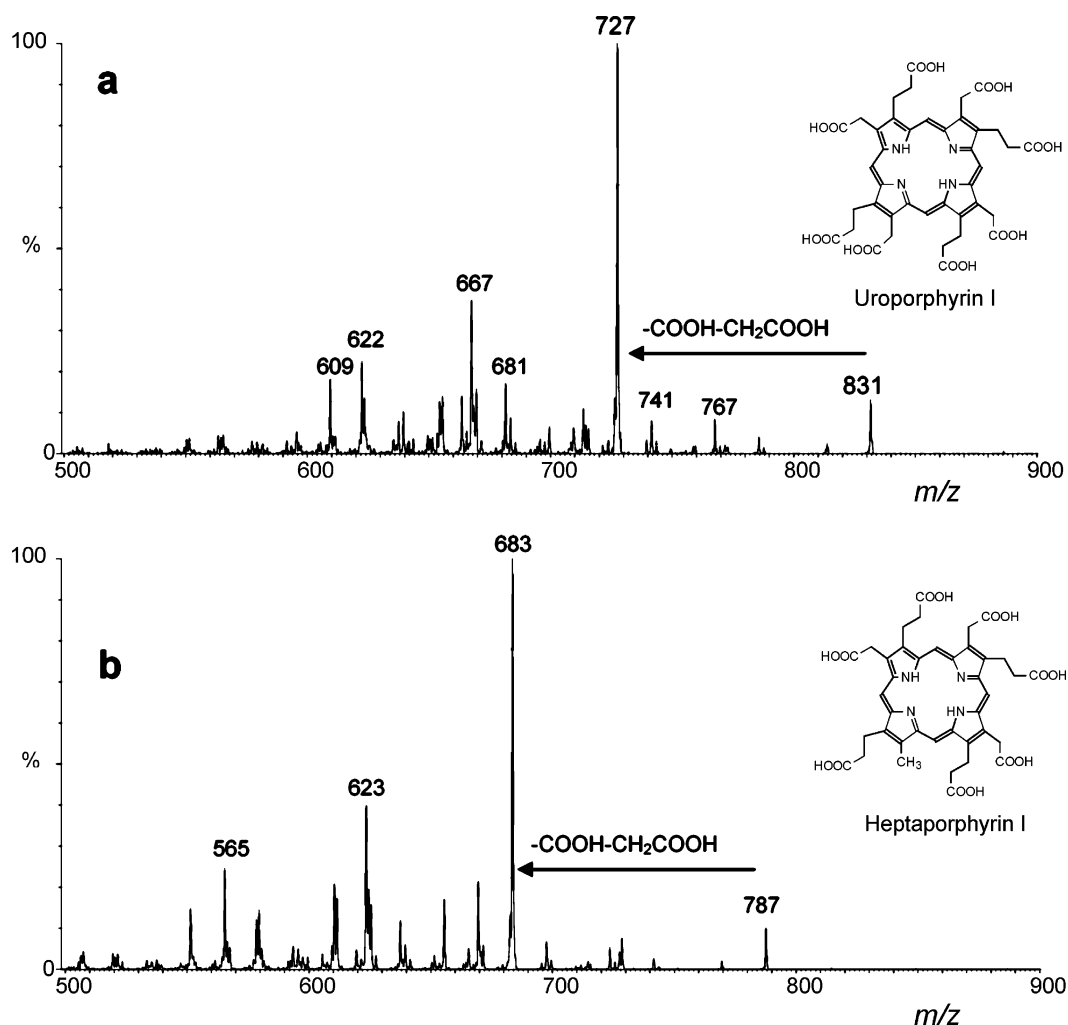 a
100
%
0
727
667
622
609
681
741
767
831
-COOH-CH₂COOH
500
600
700
800
900
m/z
COOH
COOH
HOOC
COOH
NH
N
N
HN
HOOC
HOOC
COOH
COOH
Uroporphyrin I
b
100
%
0
683
623
565
787
-COOH-CH₂COOH
500
600
700
800
900
m/z
COOH
COOH
HOOC
COOH
NH
N
N
HN
HOOC
CH₃
COOH
COOH
Heptaporphyrin I